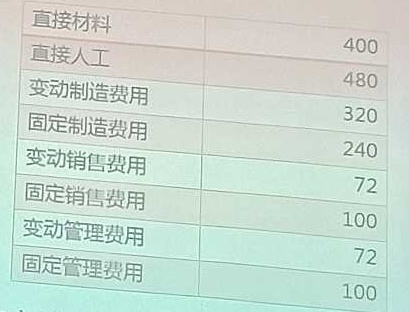 直接材料 400
直接人工 480
变动制造费用 320
固定制造费用 240
变动销售费用 72
固定销售费用 100
变动管理费用 72
固定管理费用 100